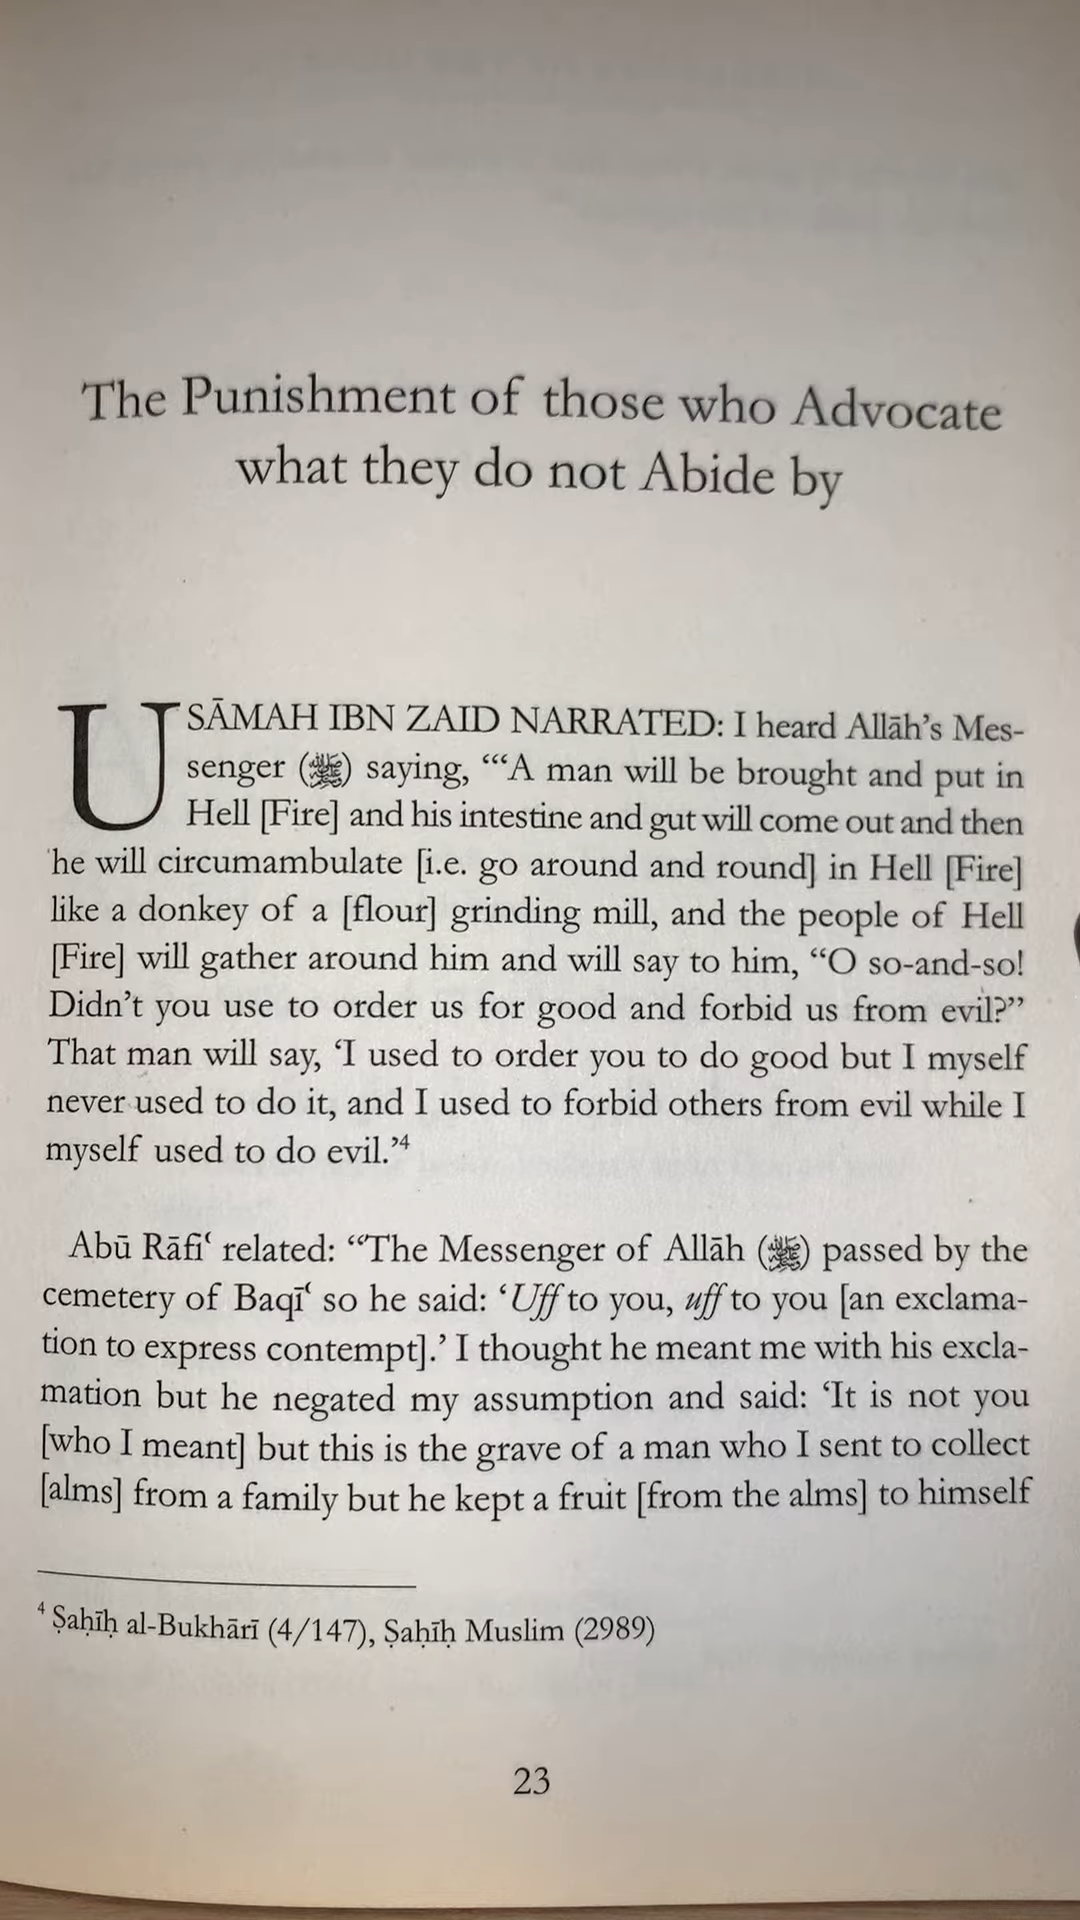 The Punishment of those who Advocate
what they do not Abide by
USĀMAH IBN ZAID NARRATED: I heard Allāh’s Mes-
senger (ﷺ) saying, “‘A man will be brought and put in
Hell [Fire] and his intestine and gut will come out and then
he will circumambulate [i.e. go around and round] in Hell [Fire]
like a donkey of a [flour] grinding mill, and the people of Hell
[Fire] will gather around him and will say to him, “O so-and-so!
Didn’t you use to order us for good and forbid us from evil?”
That man will say, ‘I used to order you to do good but I myself
never used to do it, and I used to forbid others from evil while I
myself used to do evil.’⁴
Abū Rāfi‘ related: “The Messenger of Allāh (ﷺ) passed by the
cemetery of Baqī‘ so he said: ‘Uff to you, uff to you [an exclama-
tion to express contempt].’ I thought he meant me with his excla-
mation but he negated my assumption and said: ‘It is not you
[who I meant] but this is the grave of a man who I sent to collect
[alms] from a family but he kept a fruit [from the alms] to himself
⁴ Ṣaḥīḥ al-Bukhārī (4/147), Ṣaḥīḥ Muslim (2989)
23